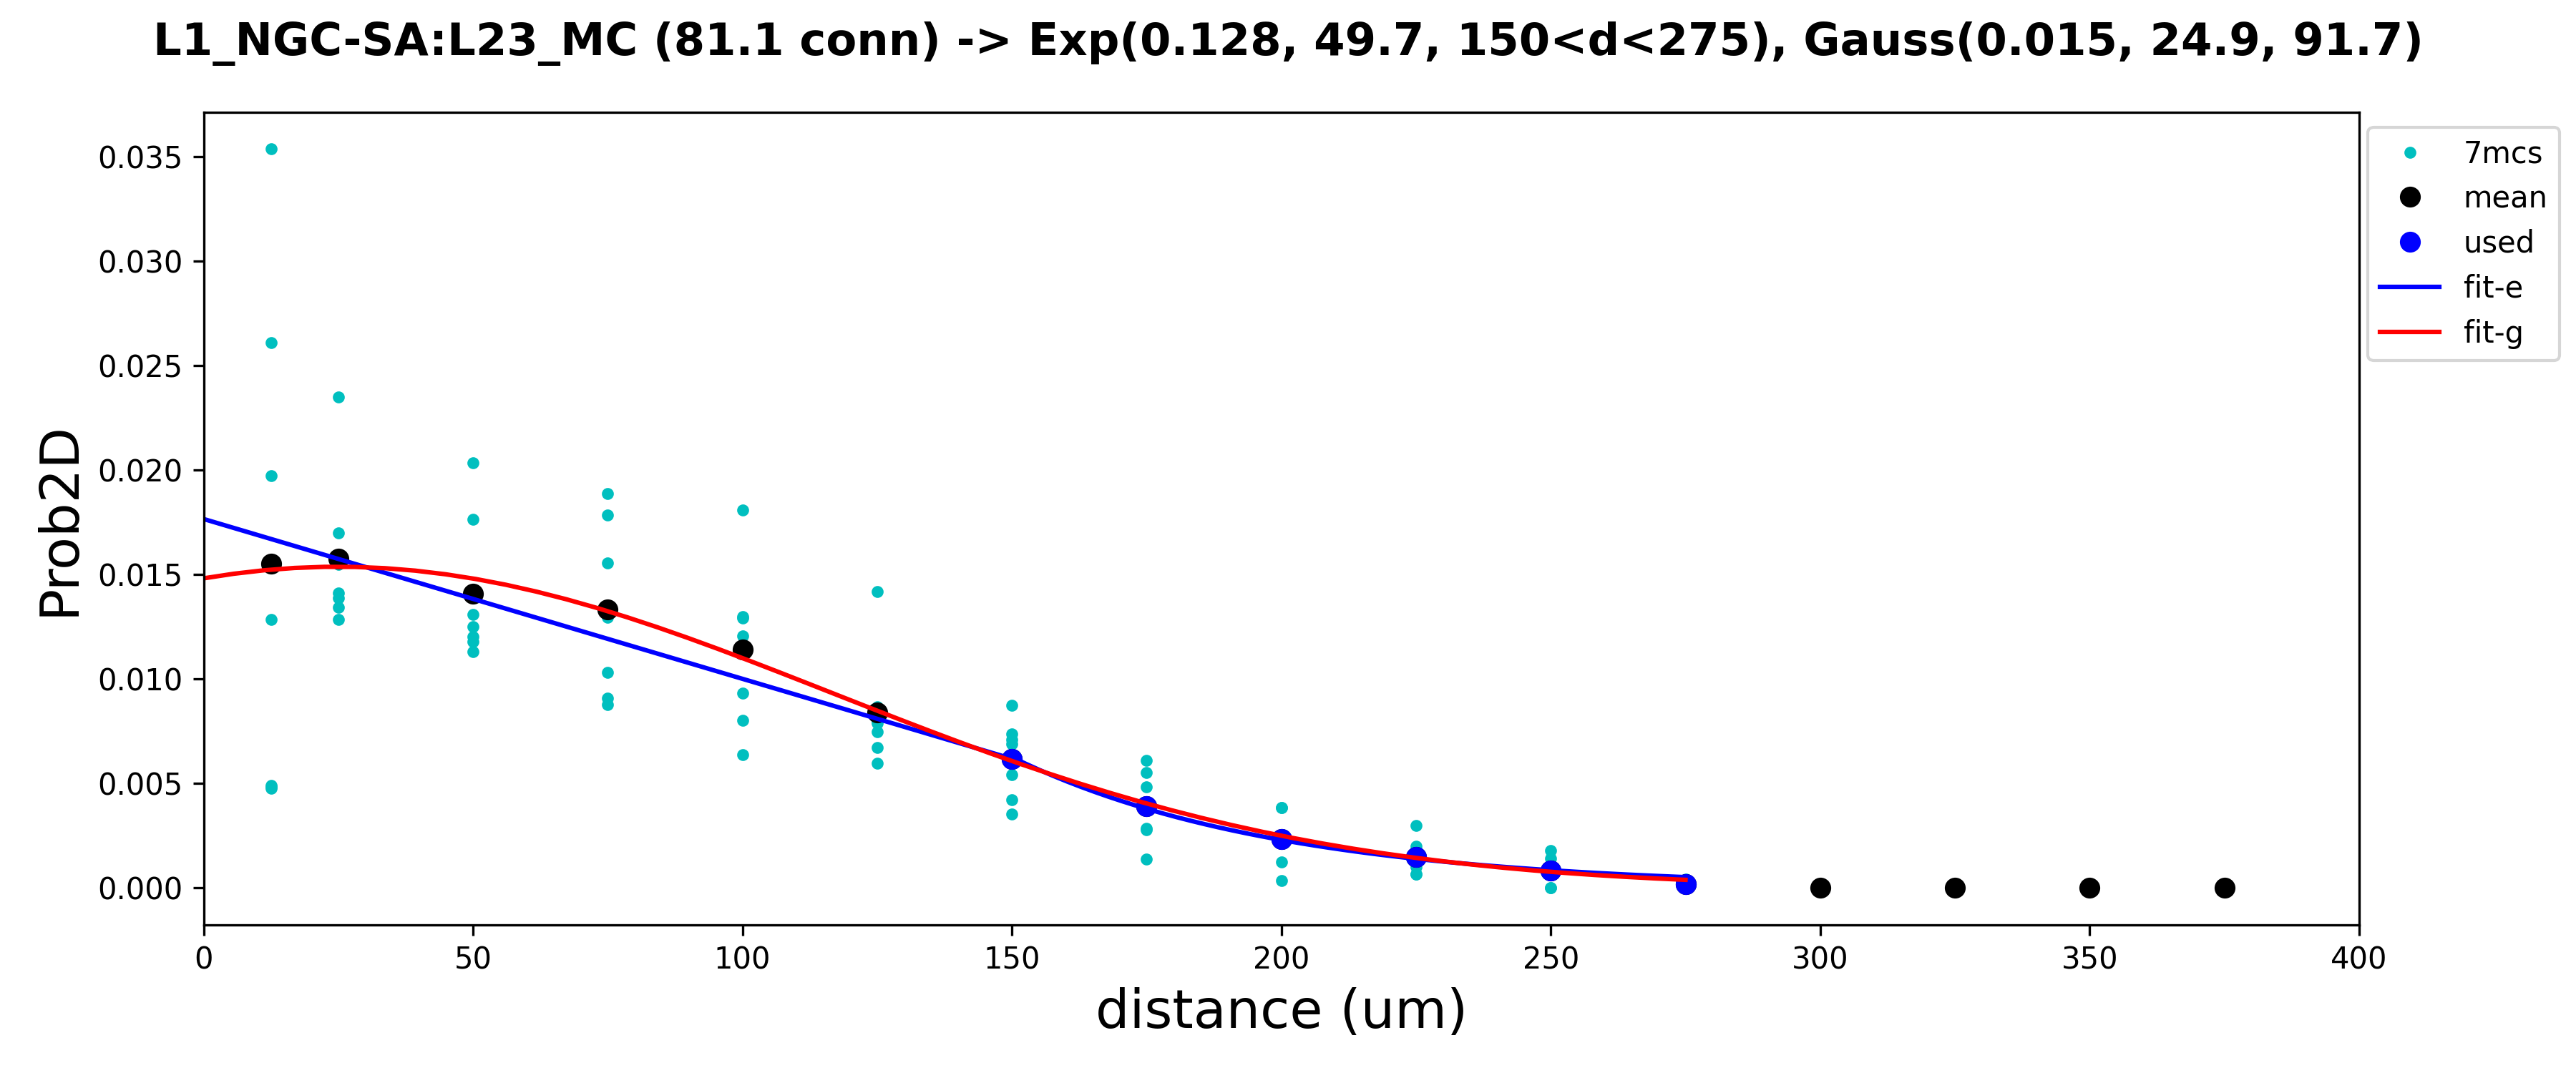 L1_NGC-SA:L23_MC (81.1 conn) -> Exp(0.128, 49.7, 150<d<275), Gauss(0.015, 24.9, 91.7)
0.035
0.030
0.025
0.020
0.015
0.010
0.005
0.000
Prob2D
0 50 100 150 200 250 300 350 400
distance (um)
7mcs
mean
used
fit-e
fit-g